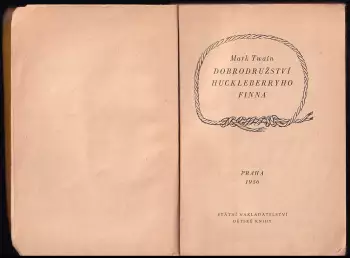 Mark Twain
DOBRODRUŽSTVÍ
HUCKLEBERRYHO
FINNA
PRAHA
1956
STÁTNÍ NAKLADATELSTVÍ
DĚTSKÉ KNIHY